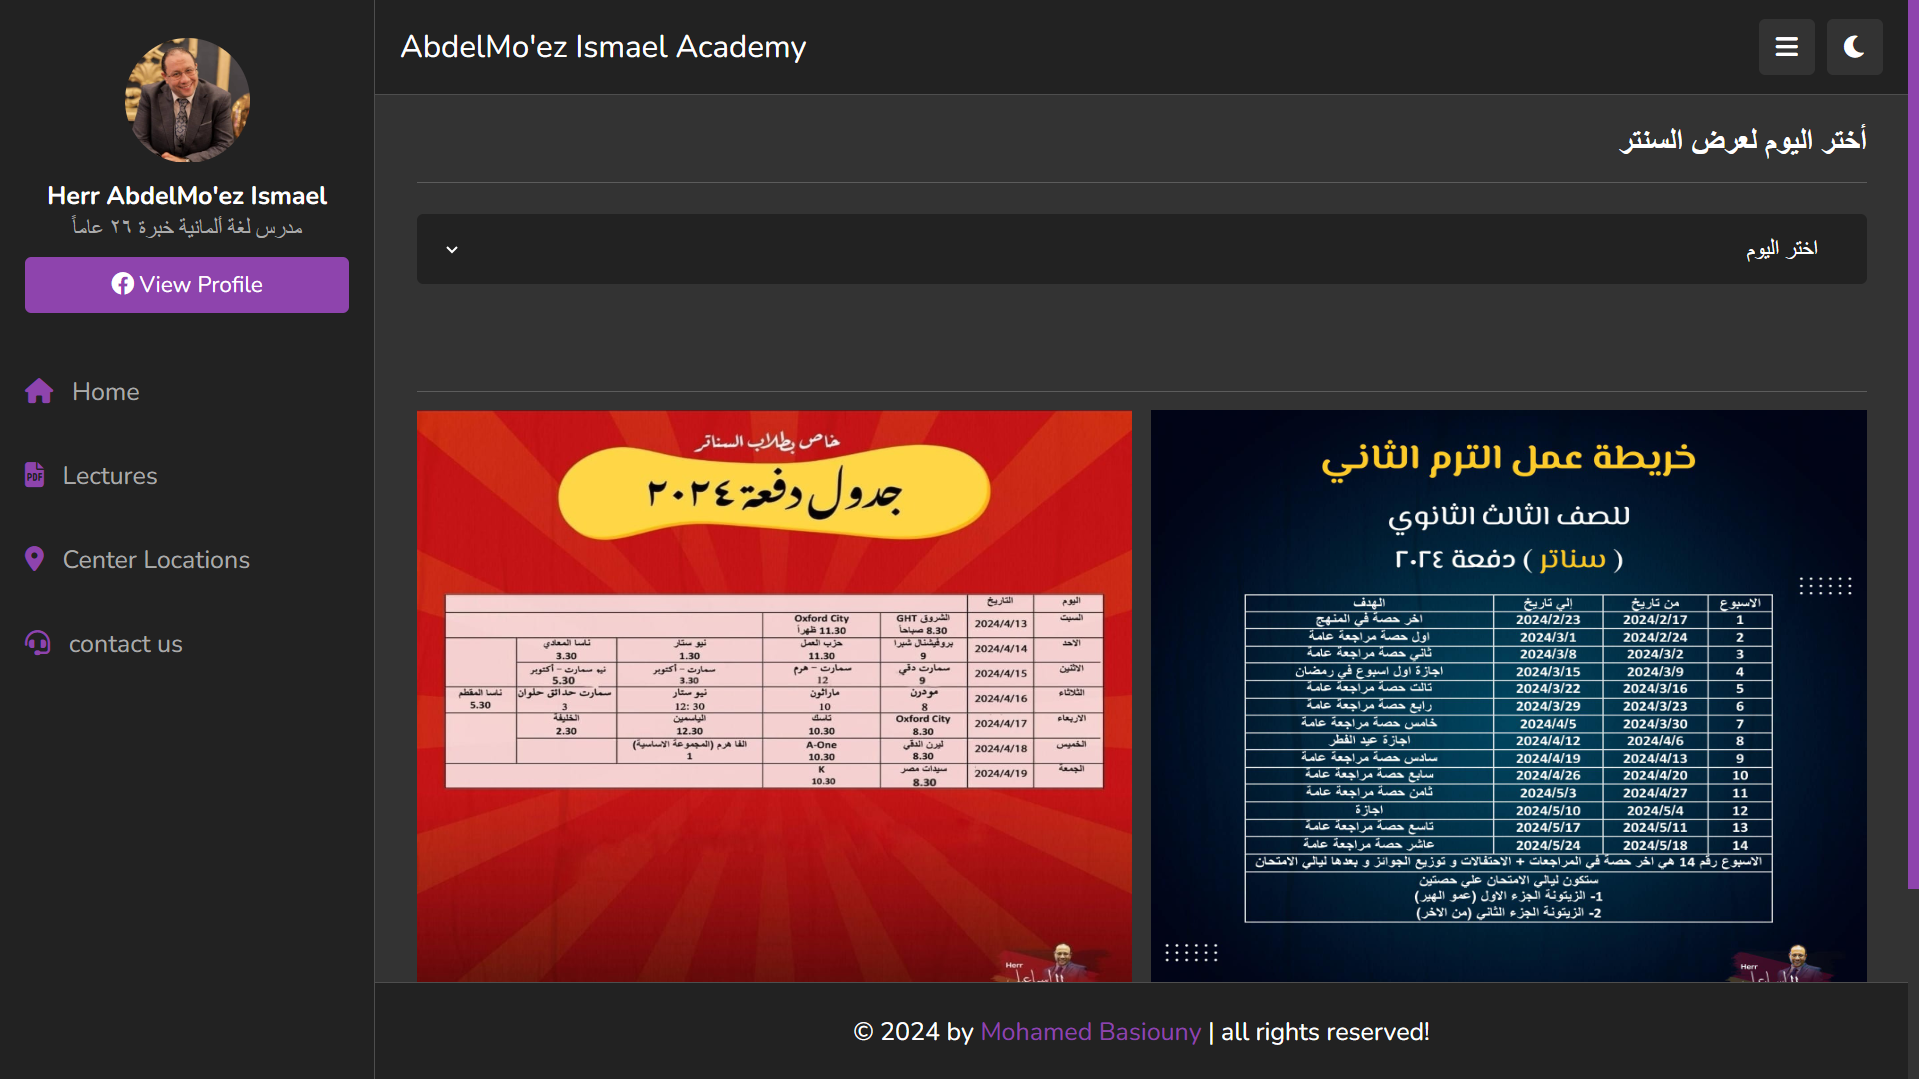 Herr AbdelMo'ez Ismael
مدرس لغة ألمانية خبرة ٢٦ عاماً
View Profile
Home
PDF
Lectures
Center Locations
contact us
AbdelMo'ez Ismael Academy
أختر اليوم لعرض السنتر
اختر اليوم
خاص بطلاب السناتر
جدول دفعة ٢٠٢٤
اليوم التاريخ
السبت 2024/4/13 الشروق GHT 8.30 صباحاً Oxford City 11.30 ظهراً
الاحد 2024/4/14 بروفيشنال شبرا 9 حزب العمل 11.30 نيو ستار 1.30 ناسا المعادي 3.30
الاثنين 2024/4/15 سمارت دقي 9 سمارت – هرم 12 سمارت – أكتوبر 3.30 نيو سمارت – أكتوبر 5.30
الثلاثاء 2024/4/16 مودرن 8 ماراثون 10 نيو ستار 12: 30 سمارت حدائق حلوان 3 ناسا المقطم 5.30
الاربعاء 2024/4/17 Oxford City 8.30 تاسك 10.30 الياسمين 12.30 الخليفة 2.30
الخميس 2024/4/18 ليرن الدقي 8.30 A-One 10.30 الفا هرم (المجموعة الاساسية) 1
الجمعة 2024/4/19 سيدات مصر 8.30 K 10.30
Herr
خريطة عمل الترم الثاني
للصف الثالث الثانوي
( سناتر ) دفعة ٢٠٢٤
الاسبوع من تاريخ إلي تاريخ الهدف
1 2024/2/17 2024/2/23 اخر حصة في المنهج
2 2024/2/24 2024/3/1 اول حصة مراجعة عامة
3 2024/3/2 2024/3/8 ثاني حصة مراجعة عامة
4 2024/3/9 2024/3/15 اجازة اول اسبوع في رمضان
5 2024/3/16 2024/3/22 تالت حصة مراجعة عامة
6 2024/3/23 2024/3/29 رابع حصة مراجعة عامة
7 2024/3/30 2024/4/5 خامس حصة مراجعة عامة
8 2024/4/6 2024/4/12 اجازة عيد الفطر
9 2024/4/13 2024/4/19 سادس حصة مراجعة عامة
10 2024/4/20 2024/4/26 سابع حصة مراجعة عامة
11 2024/4/27 2024/5/3 ثامن حصة مراجعة عامة
12 2024/5/4 2024/5/10 اجازة
13 2024/5/11 2024/5/17 تاسع حصة مراجعة عامة
14 2024/5/18 2024/5/24 عاشر حصة مراجعة عامة
الاسبوع رقم 14 هي اخر حصة في المراجعات + الاحتفالات و توزيع الجوائز و بعدها ليالي الامتحان
ستكون ليالي الامتحان علي حصتين
1- الزيتونة الجزء الاول (عمو الهير)
2- الزيتونة الجزء الثاني (من الاخر)
Herr
© 2024 by Mohamed Basiouny | all rights reserved!